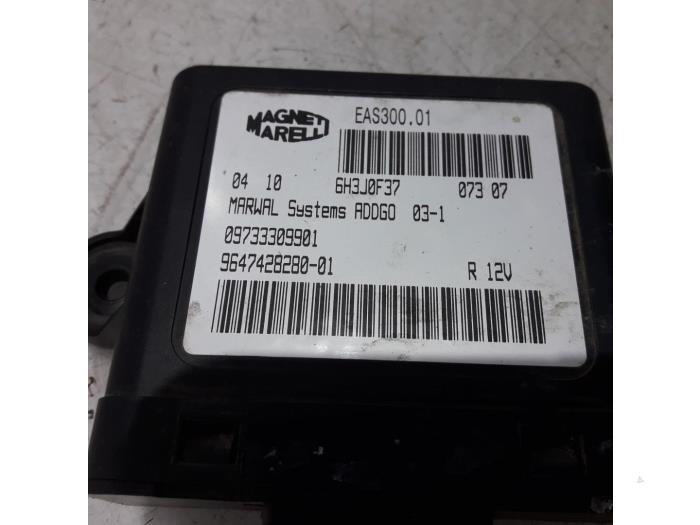 MAGNETI
MARELLI
EAS300.01
04 10 6H3J0F37 073 07
MARWAL Systems ADDGO 03-1
09733309901
9647428280-01 R 12V